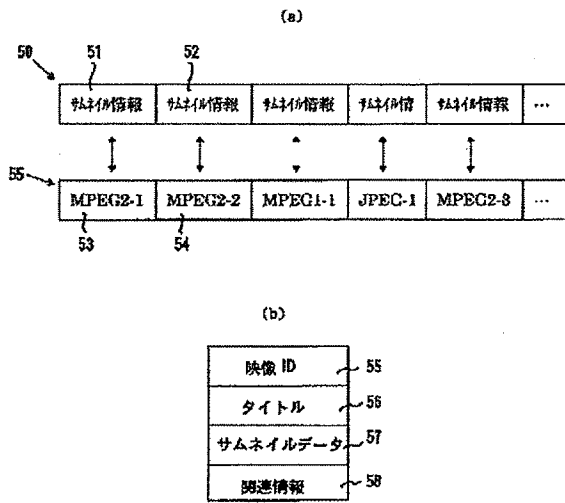 (a)
50
51
52
サムネイル情報 サムネイル情報 サムネイル情報 サムネイル情 サムネイル情報 …
55
MPEG2-1 MPEG2-2 MPEG1-1 JPEC-1 MPEC2-3 …
53
54
(b)
映像 ID 55
タイトル 56
サムネイルデータ 57
関連情報 58